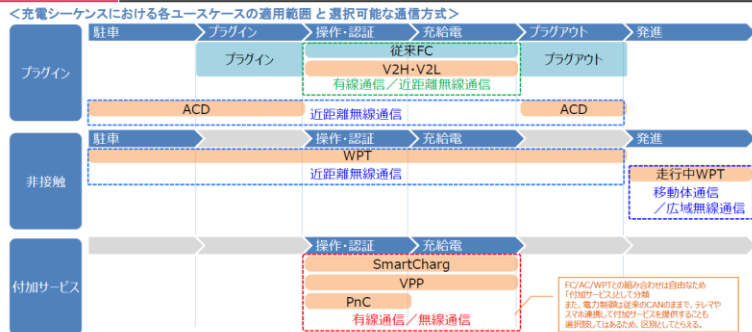 ＜充電シーケンスにおける各ユースケースの適用範囲 と 選択可能な通信方式＞
プラグイン
駐車
プラグイン
操作・認証
充給電
プラグアウト
発進
プラグイン
従来FC
プラグアウト
V2H・V2L
有線通信／近距離無線通信
ACD
近距離無線通信
ACD
非接触
駐車
操作・認証
充給電
発進
WPT
近距離無線通信
走行中WPT
移動体通信
／広域無線通信
付加サービス
操作・認証
充給電
SmartCharg
VPP
PnC
有線通信／無線通信
FC/AC/WPTとの組み合わせは自由なため
「付加サービス」として分類
また、電力制御は従来のCANのままで、テレマや
スマホ連携して付加サービスを提供することも
選択肢としてはあるため、区別としてとらえる。